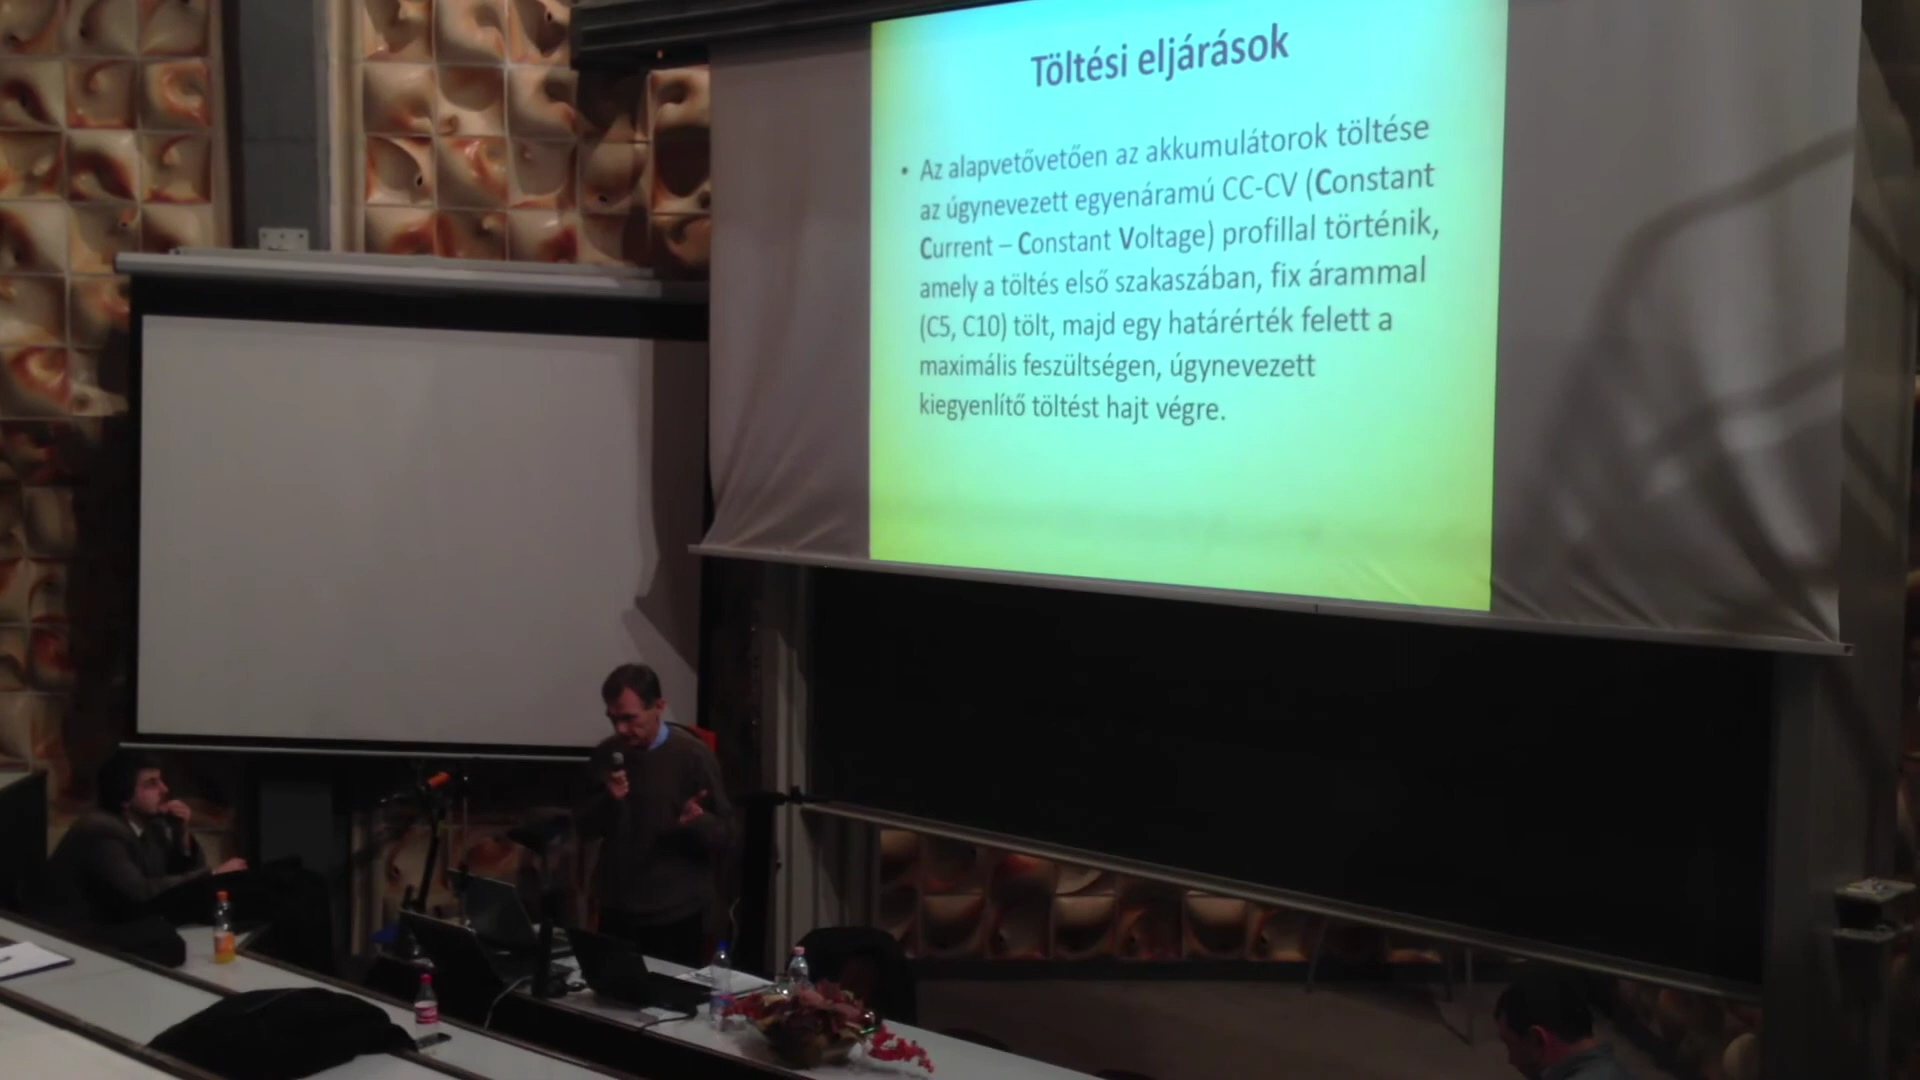 Töltési eljárások
• Az alapvetővetően az akkumulátorok töltése
az úgynevezett egyenáramú CC-CV (Constant
Current – Constant Voltage) profillal történik,
amely a töltés első szakaszában, fix árammal
(C5, C10) tölt, majd egy határérték felett a
maximális feszültségen, úgynevezett
kiegyenlítő töltést hajt végre.